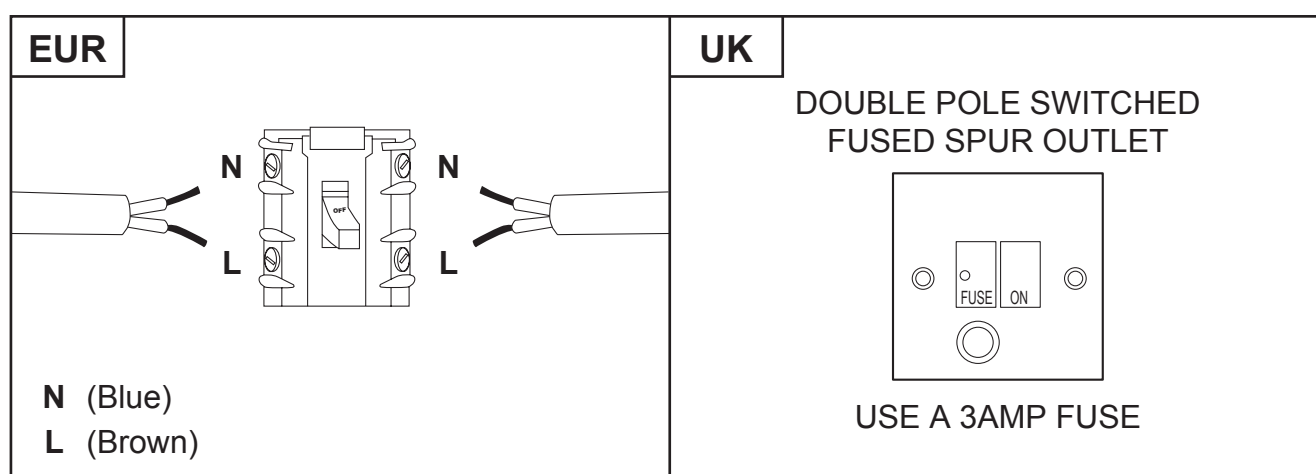 EUR
N
N
OFF
L
L
N (Blue)
L (Brown)
UK
DOUBLE POLE SWITCHED
FUSED SPUR OUTLET
FUSE ON
USE A 3AMP FUSE